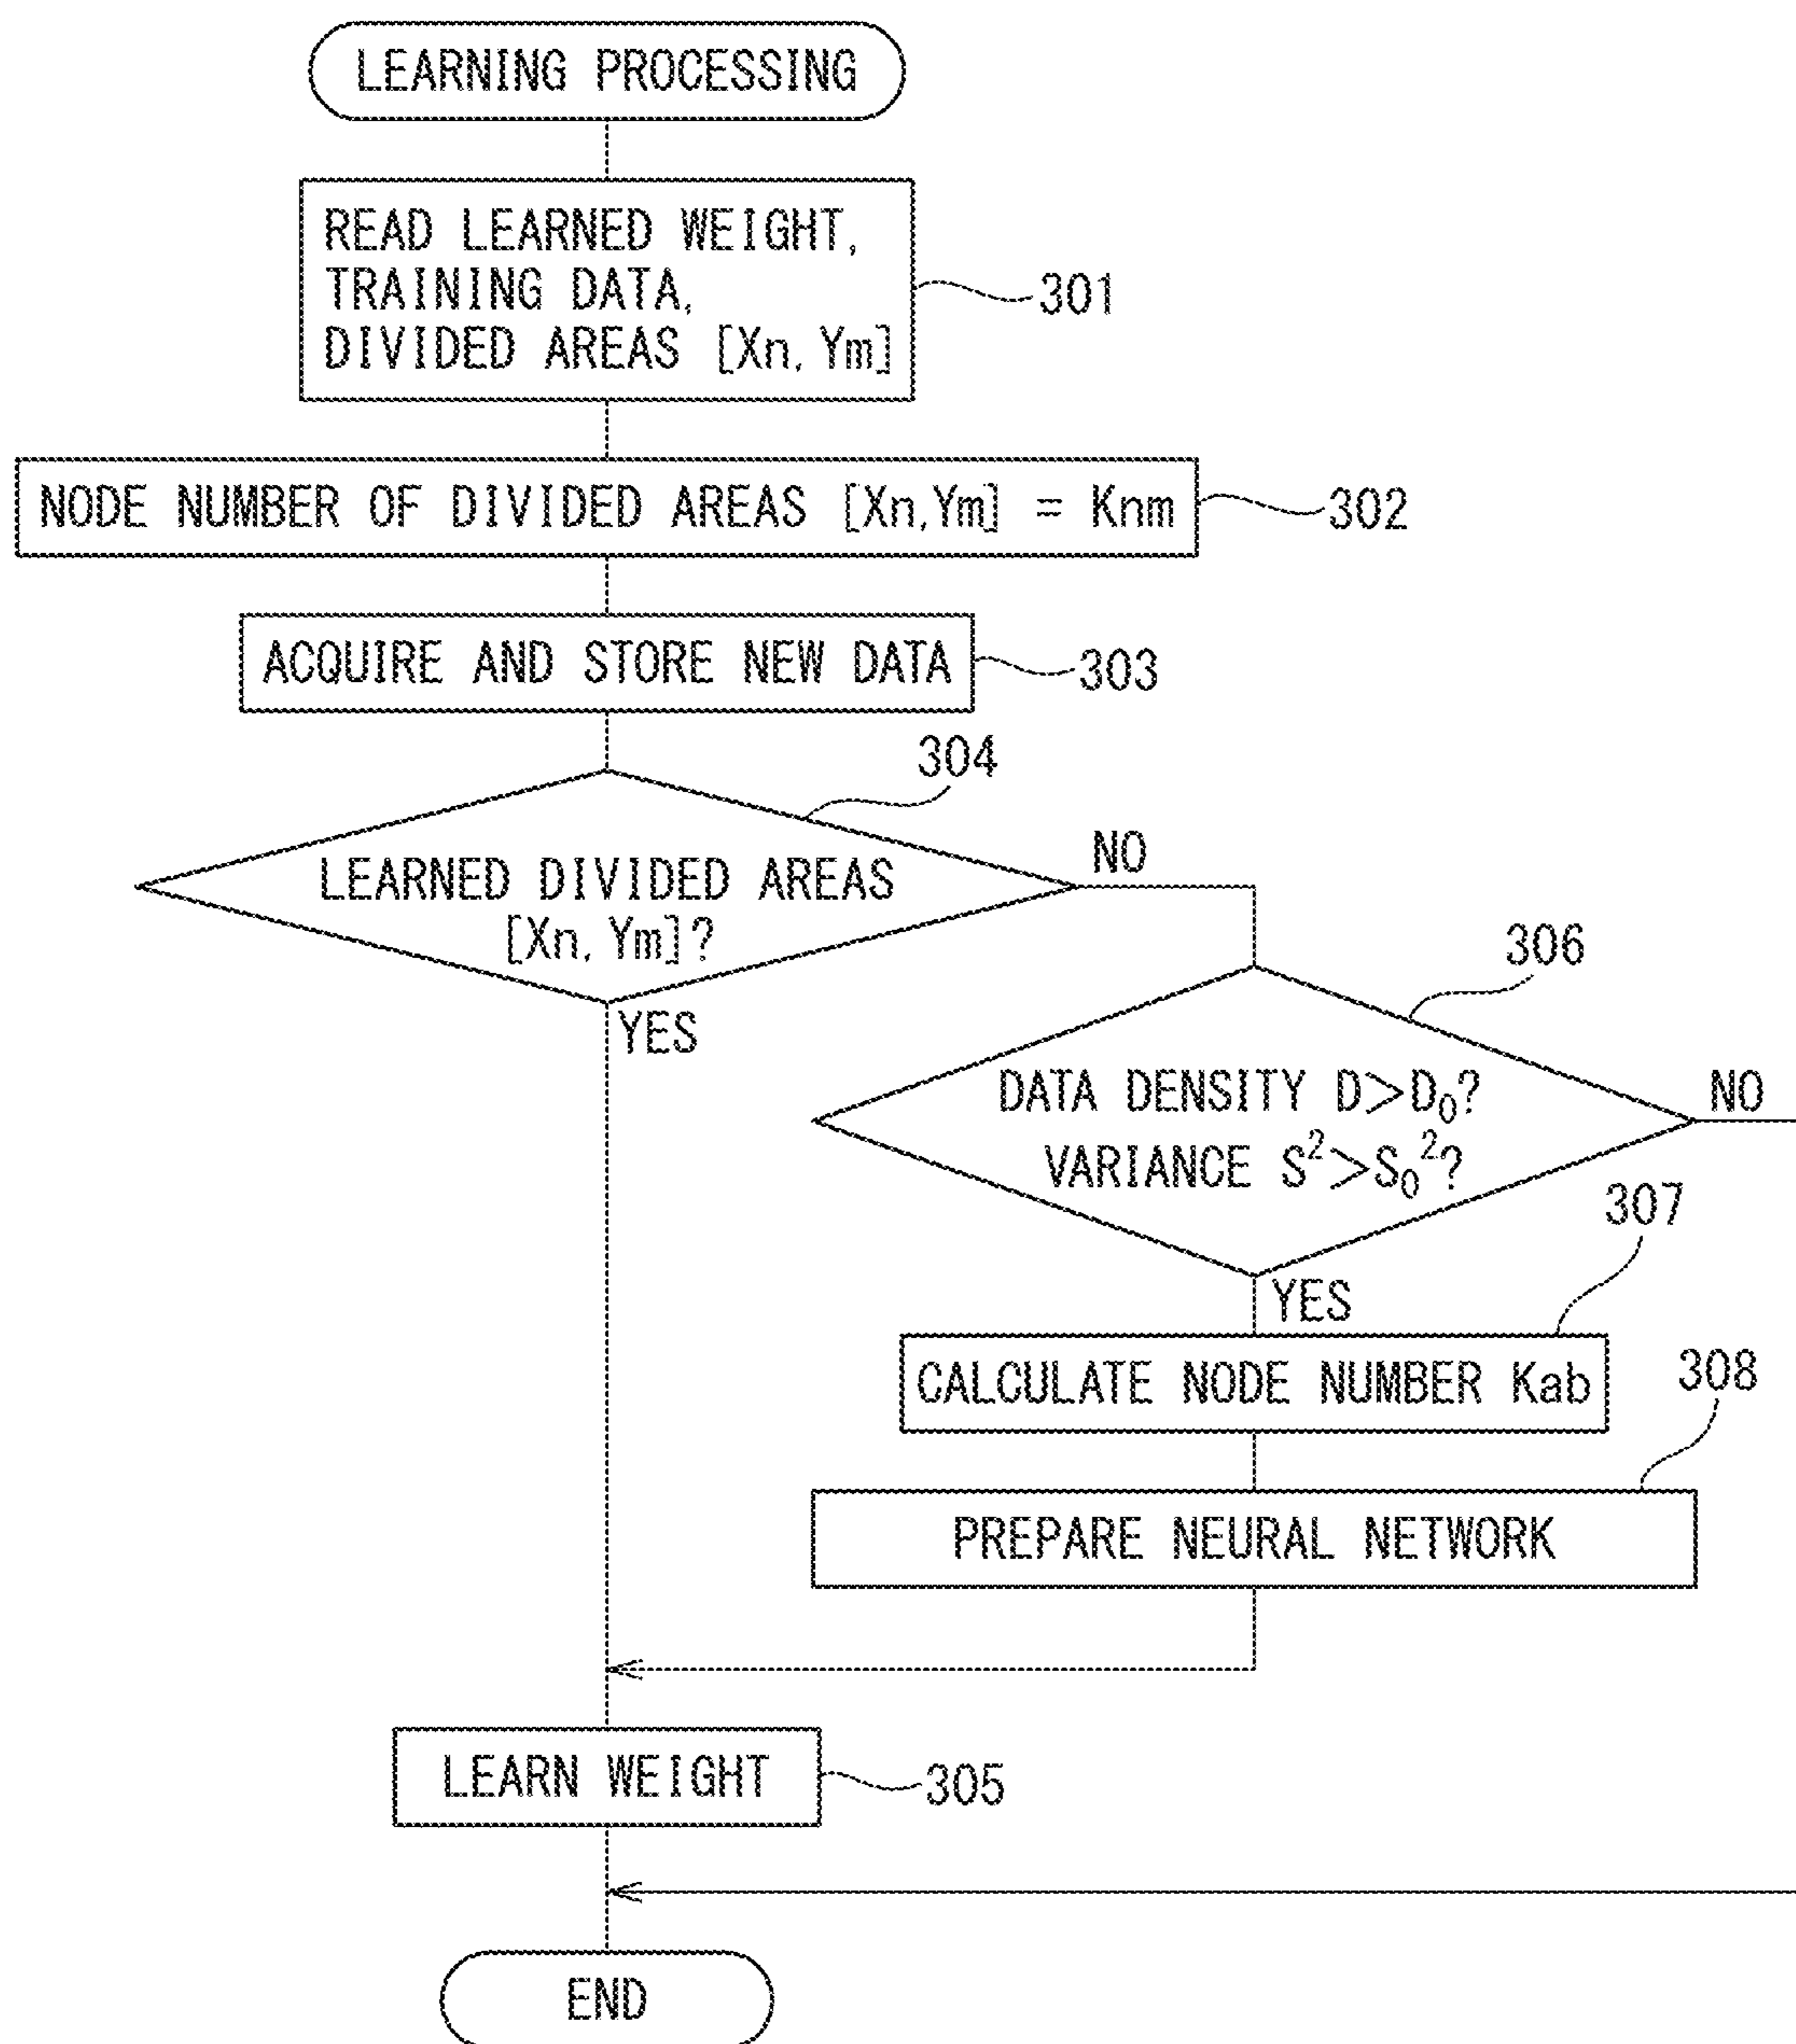 LEARNING PROCESSING
READ LEARNED WEIGHT,
TRAINING DATA,
DIVIDED AREAS [Xn, Ym]
301
NODE NUMBER OF DIVIDED AREAS [Xn,Ym] = Knm
302
ACQUIRE AND STORE NEW DATA
303
304
LEARNED DIVIDED AREAS
[Xn, Ym]?
NO
YES
306
DATA DENSITY D>D₀?
VARIANCE S²>S₀²?
NO
YES
307
CALCULATE NODE NUMBER Kab
308
PREPARE NEURAL NETWORK
LEARN WEIGHT
305
END